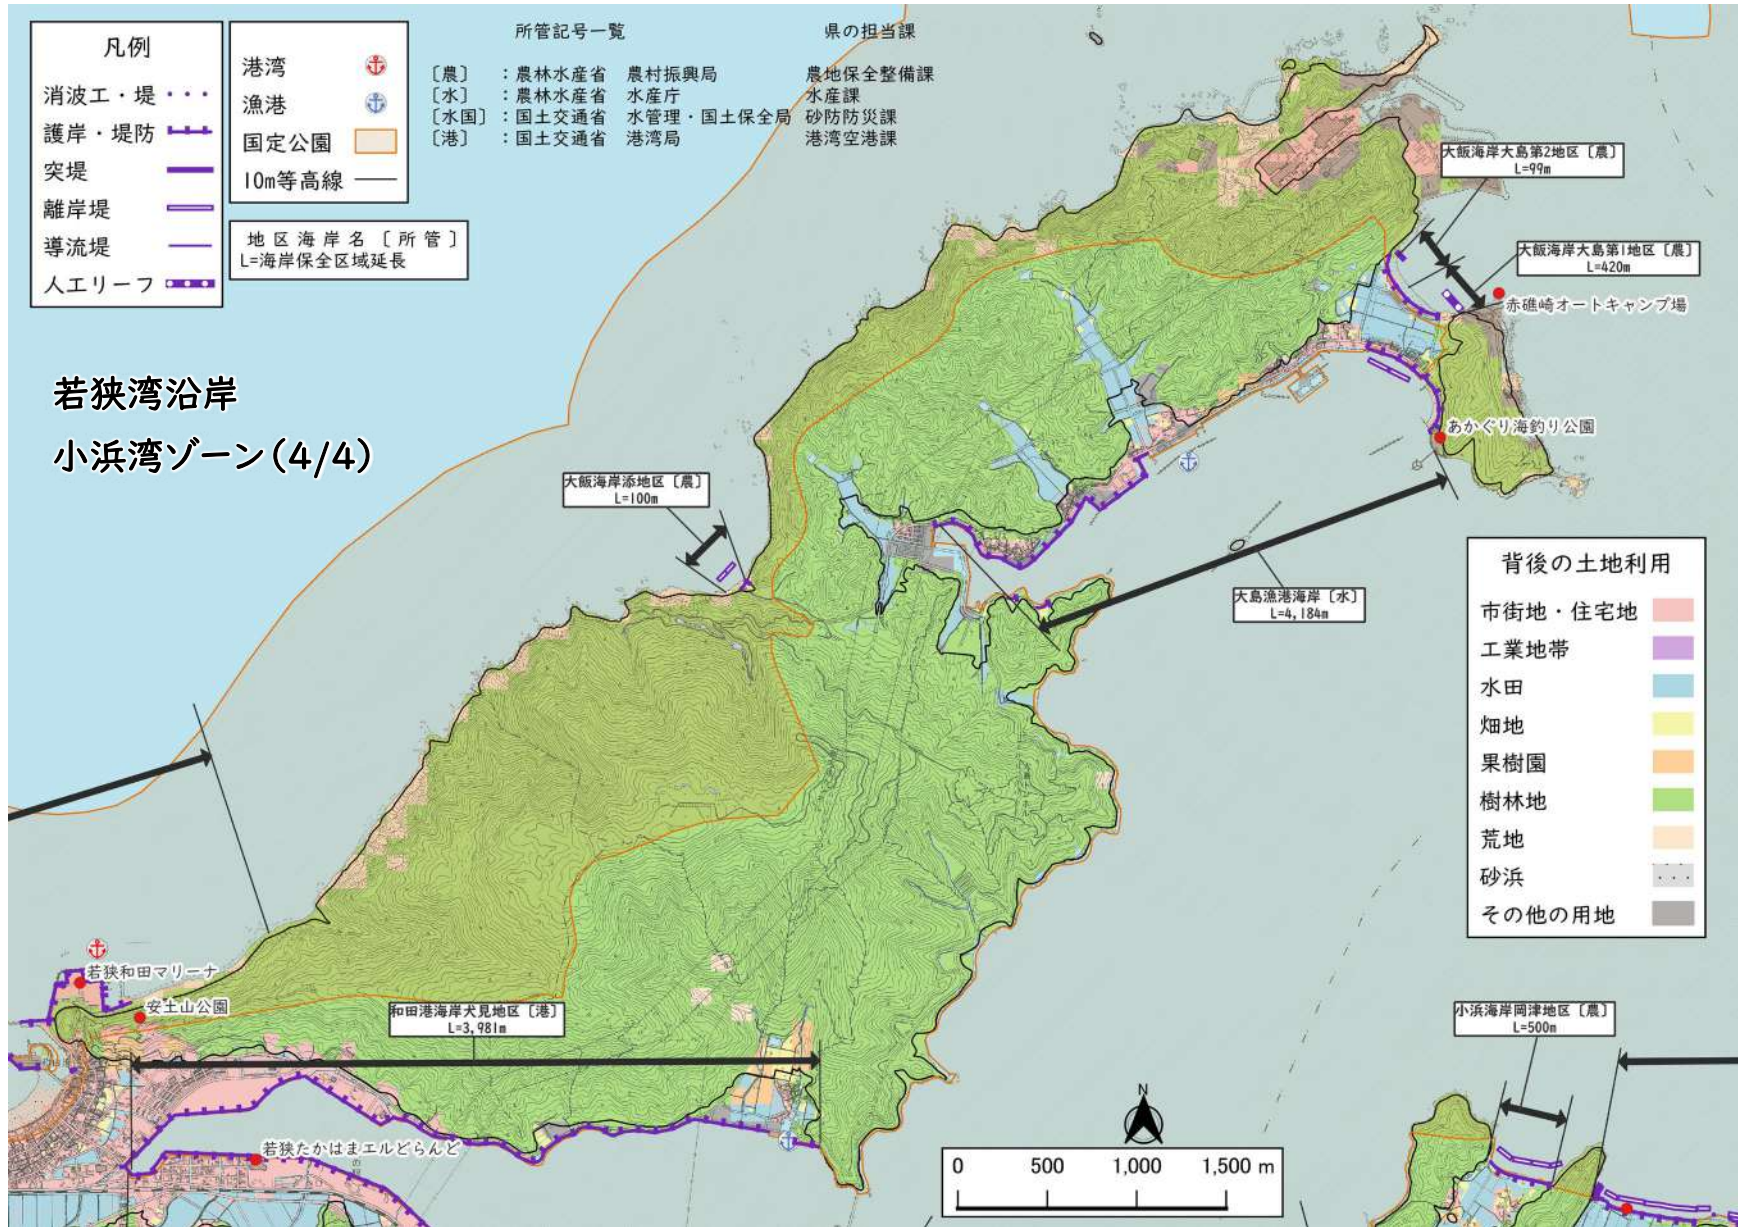 凡例
消波工・堤
護岸・堤防
突堤
離岸堤
導流堤
人工リーフ
港湾
漁港
国定公園
10m等高線
地区海岸名〔所管〕
L=海岸保全区域延長
所管記号一覧 県の担当課
〔農〕 ：農林水産省 農村振興局 農地保全整備課
〔水〕 ：農林水産省 水産庁 水産課
〔水国〕：国土交通省 水管理・国土保全局 砂防防災課
〔港〕 ：国土交通省 港湾局 港湾空港課
若狭湾沿岸
小浜湾ゾーン(4/4)
大飯海岸大島第2地区〔農〕
L=99m
大飯海岸大島第1地区〔農〕
L=420m
赤礁崎オートキャンプ場
あかぐり海釣り公園
大飯海岸添地区〔農〕
L=100m
大島漁港海岸〔水〕
L=4,184m
背後の土地利用
市街地・住宅地
工業地帯
水田
畑地
果樹園
樹林地
荒地
砂浜
その他の用地
若狭和田マリーナ
安土山公園
和田港海岸犬見地区〔港〕
L=3,981m
若狭たかはまエルどらんど
小浜海岸岡津地区〔農〕
L=500m
N
0 500 1,000 1,500 m